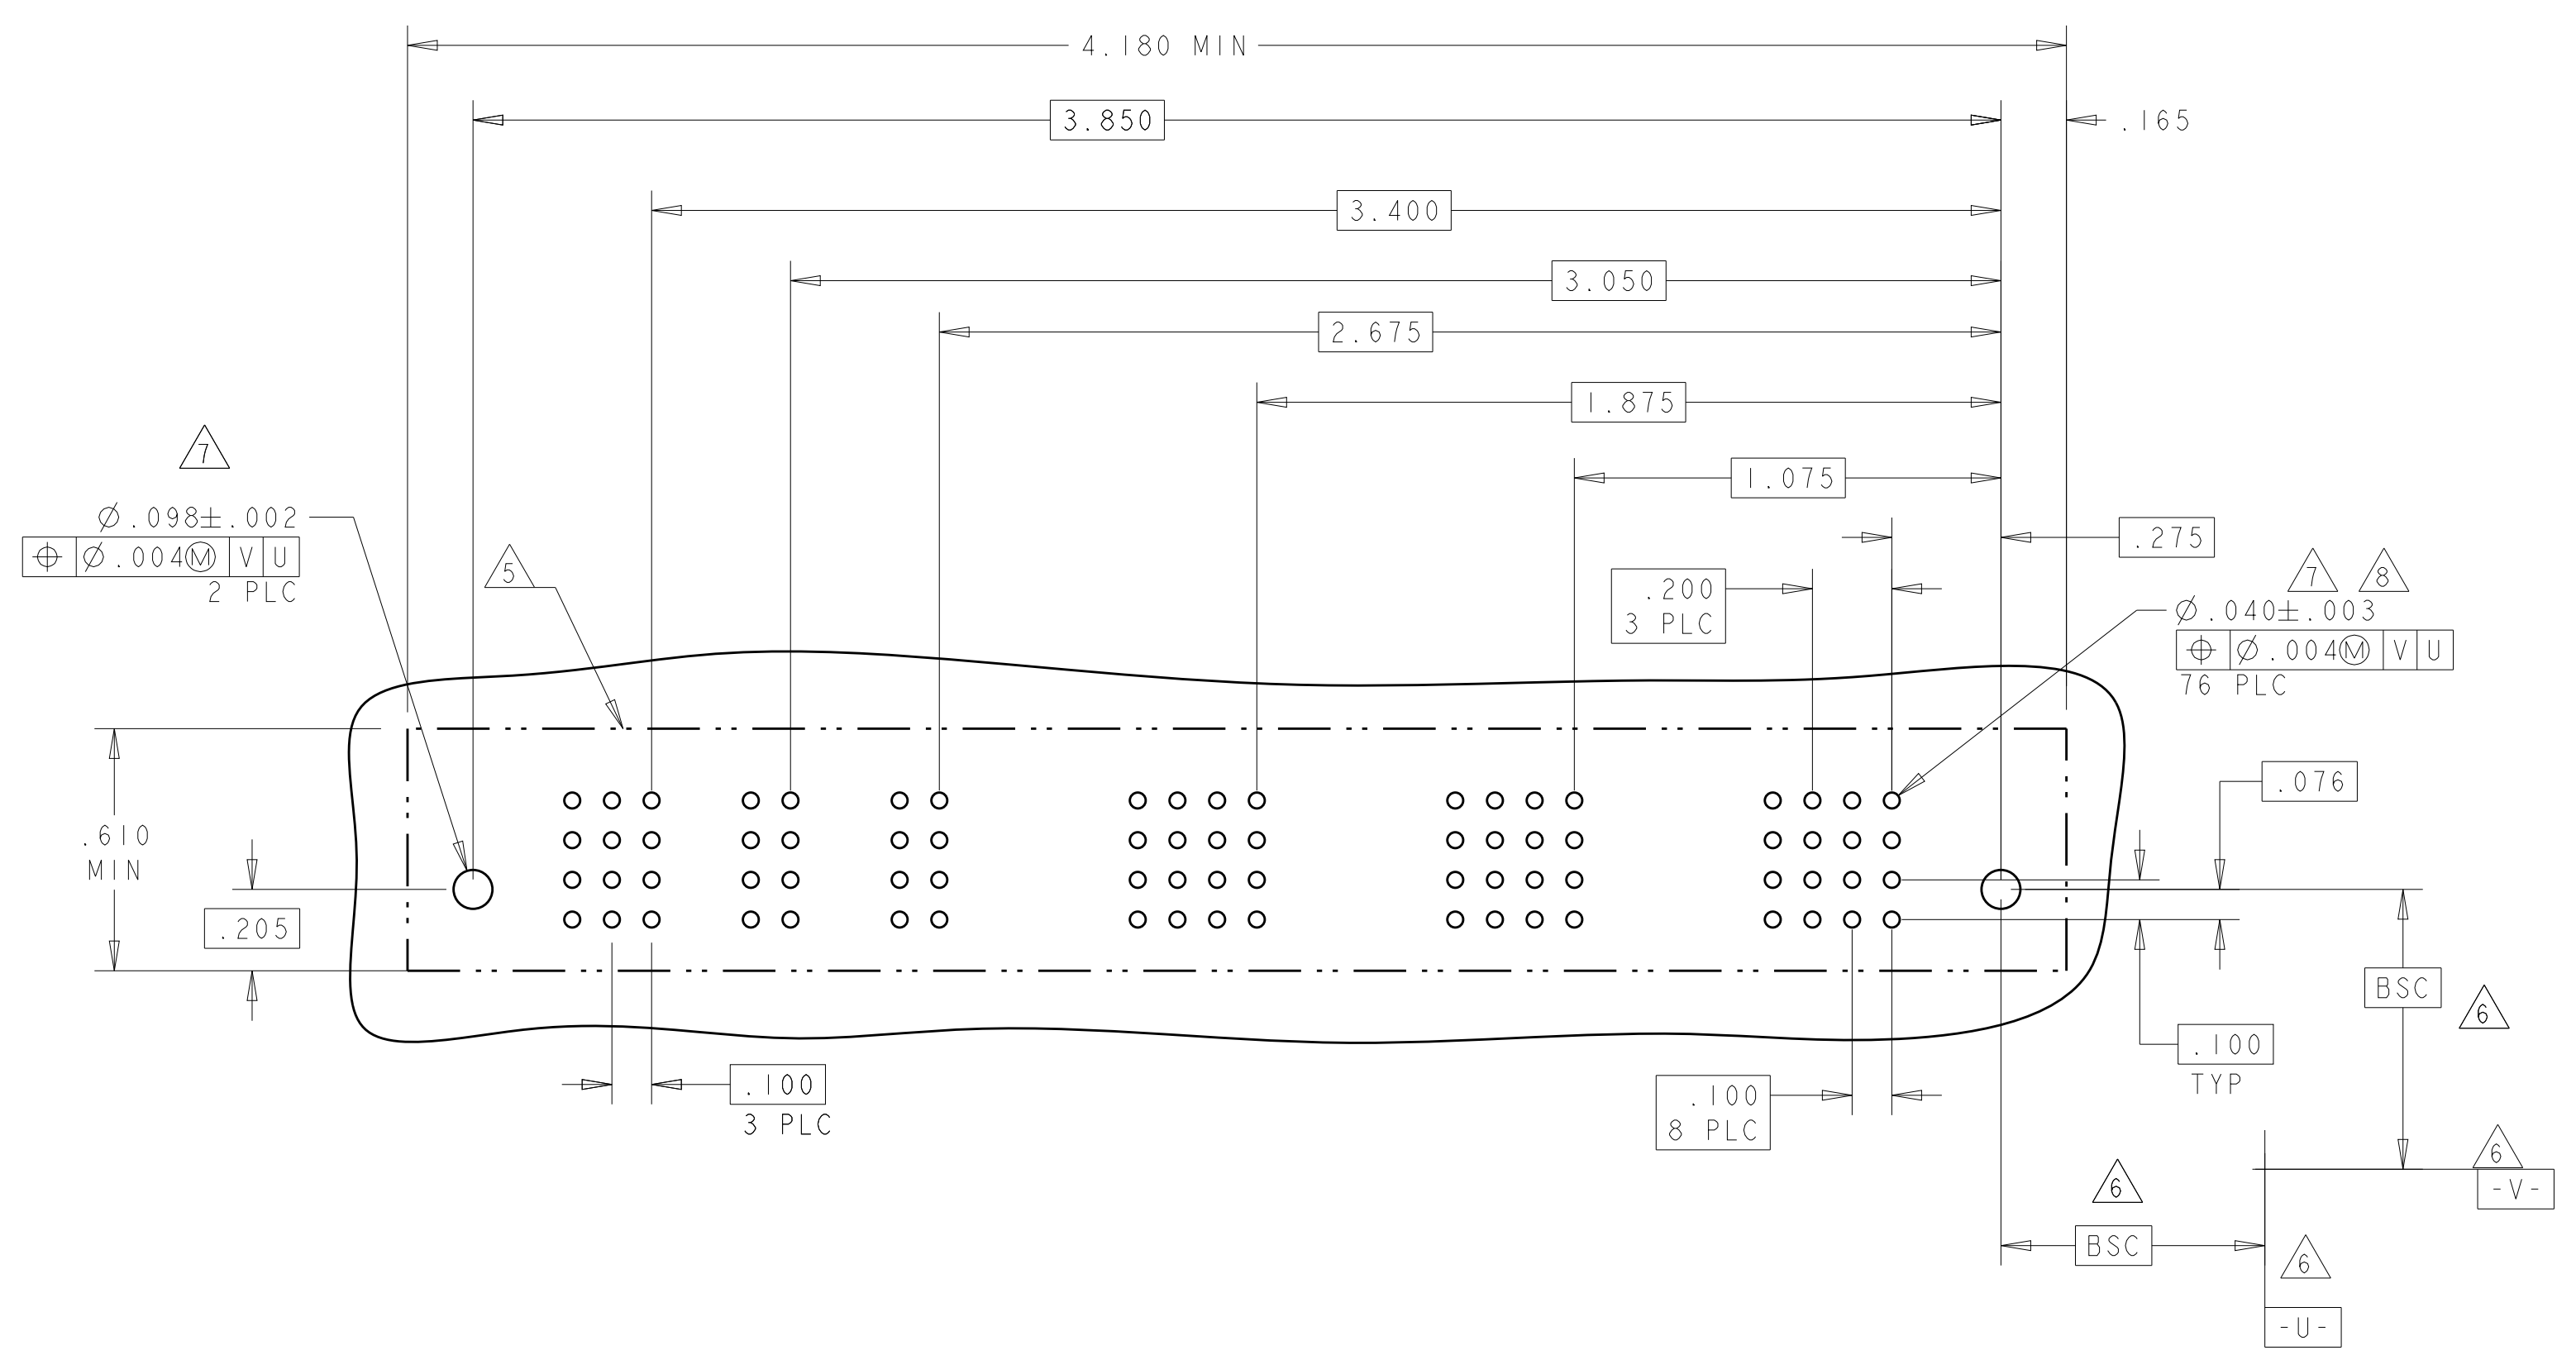 4.180 MIN
3.850
.165
3.400
3.050
2.675
1.875
7
1.075
⌀.098±.002
⌖ ⌀.004Ⓜ V U
2 PLC
5
.275
.200
3 PLC
7 8
⌀.040±.003
⌖ ⌀.004Ⓜ V U
76 PLC
.076
.610
MIN
.205
BSC
6
.100
TYP
.100
3 PLC
.100
8 PLC
6
-V-
6
BSC
6
-U-